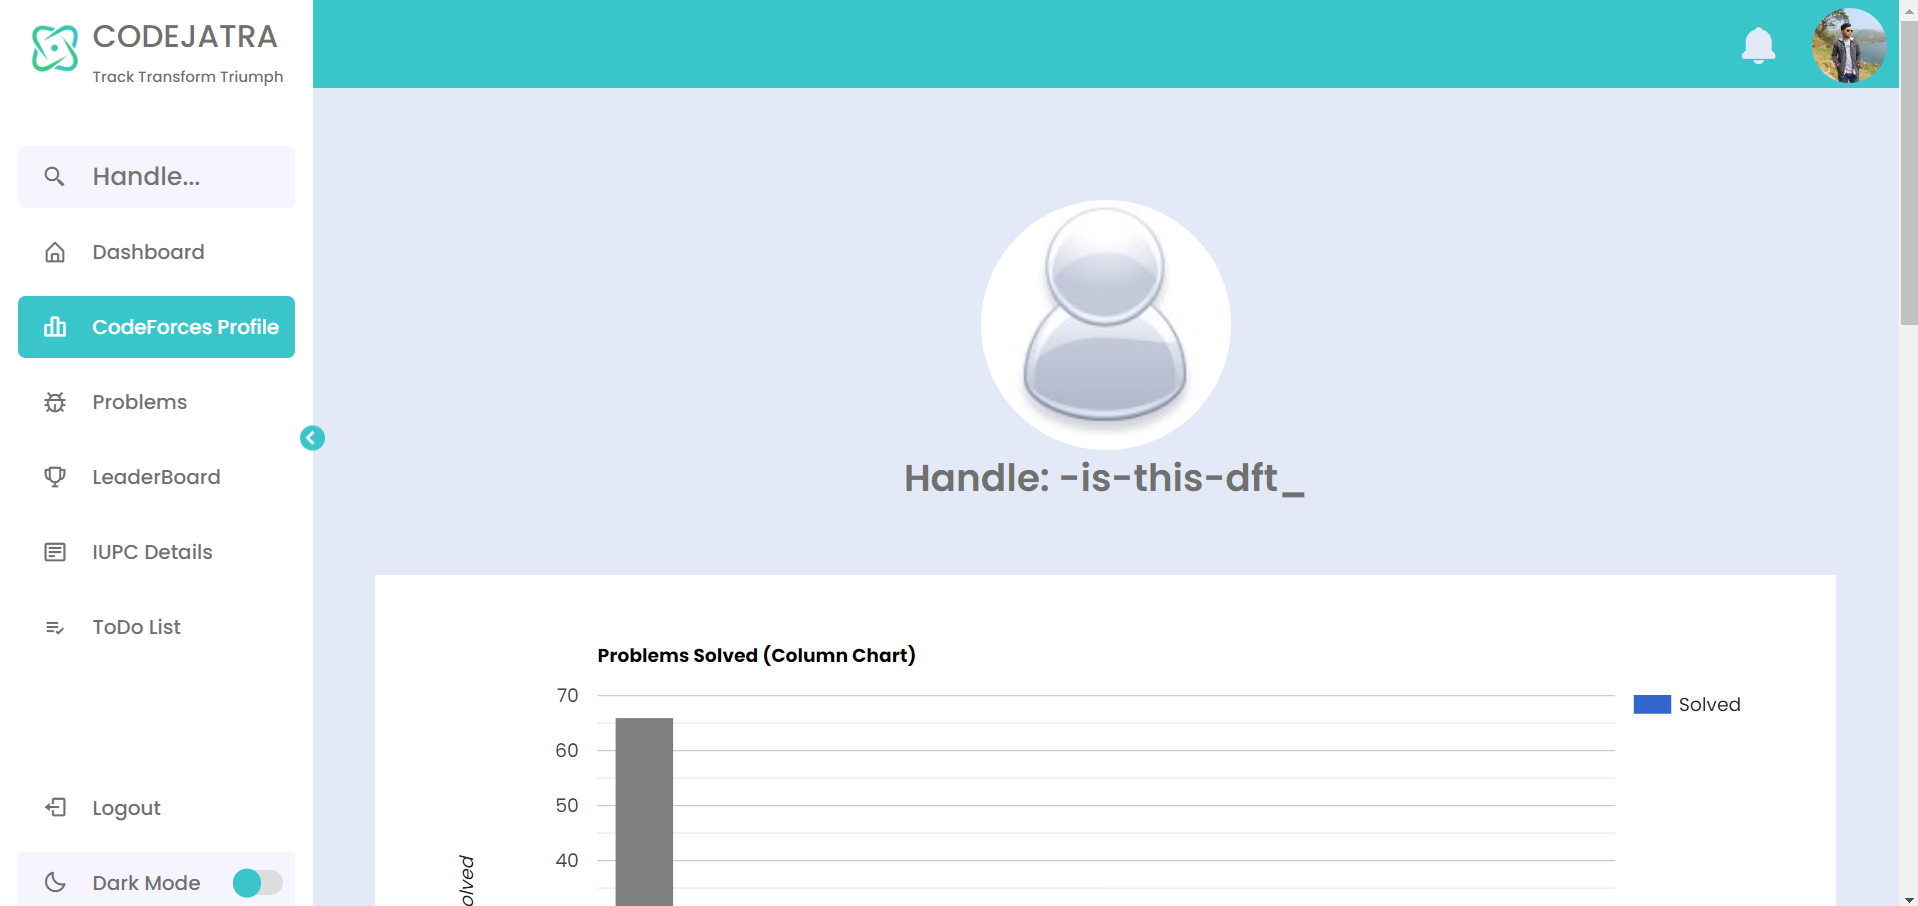 CODEJATRA
Track Transform Triumph
Handle...
Dashboard
CodeForces Profile
Problems
LeaderBoard
IUPC Details
ToDo List
Logout
Dark Mode
Handle: -is-this-dft_
Problems Solved (Column Chart)
70
60
50
40
Solved